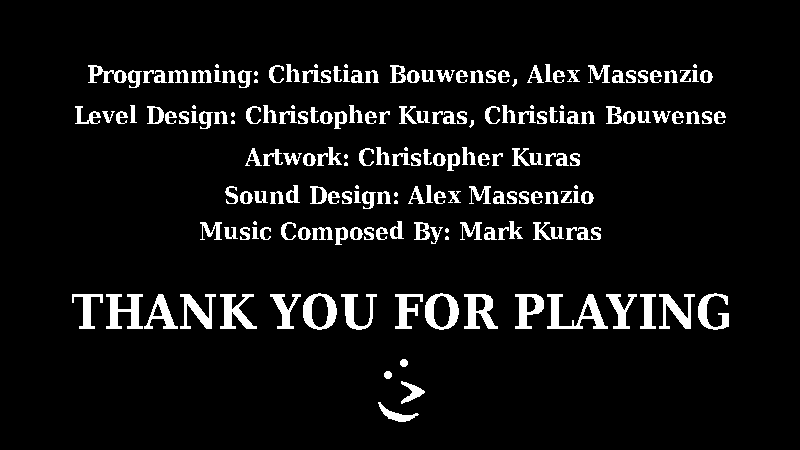 Programming: Christian Bouwense, Alex Massenzio
Level Design: Christopher Kuras, Christian Bouwense
Artwork: Christopher Kuras
Sound Design: Alex Massenzio
Music Composed By: Mark Kuras
THANK YOU FOR PLAYING